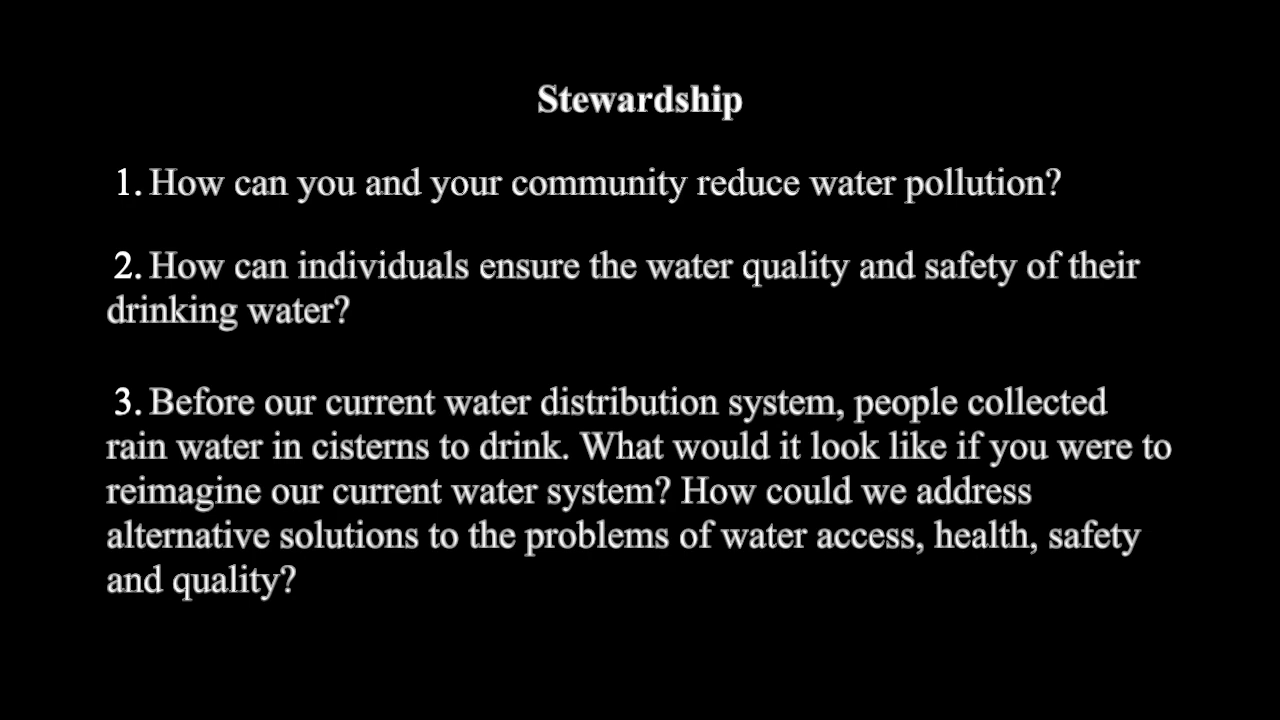 Stewardship
1. How can you and your community reduce water pollution?
2. How can individuals ensure the water quality and safety of their
drinking water?
3. Before our current water distribution system, people collected
rain water in cisterns to drink. What would it look like if you were to
reimagine our current water system? How could we address
alternative solutions to the problems of water access, health, safety
and quality?